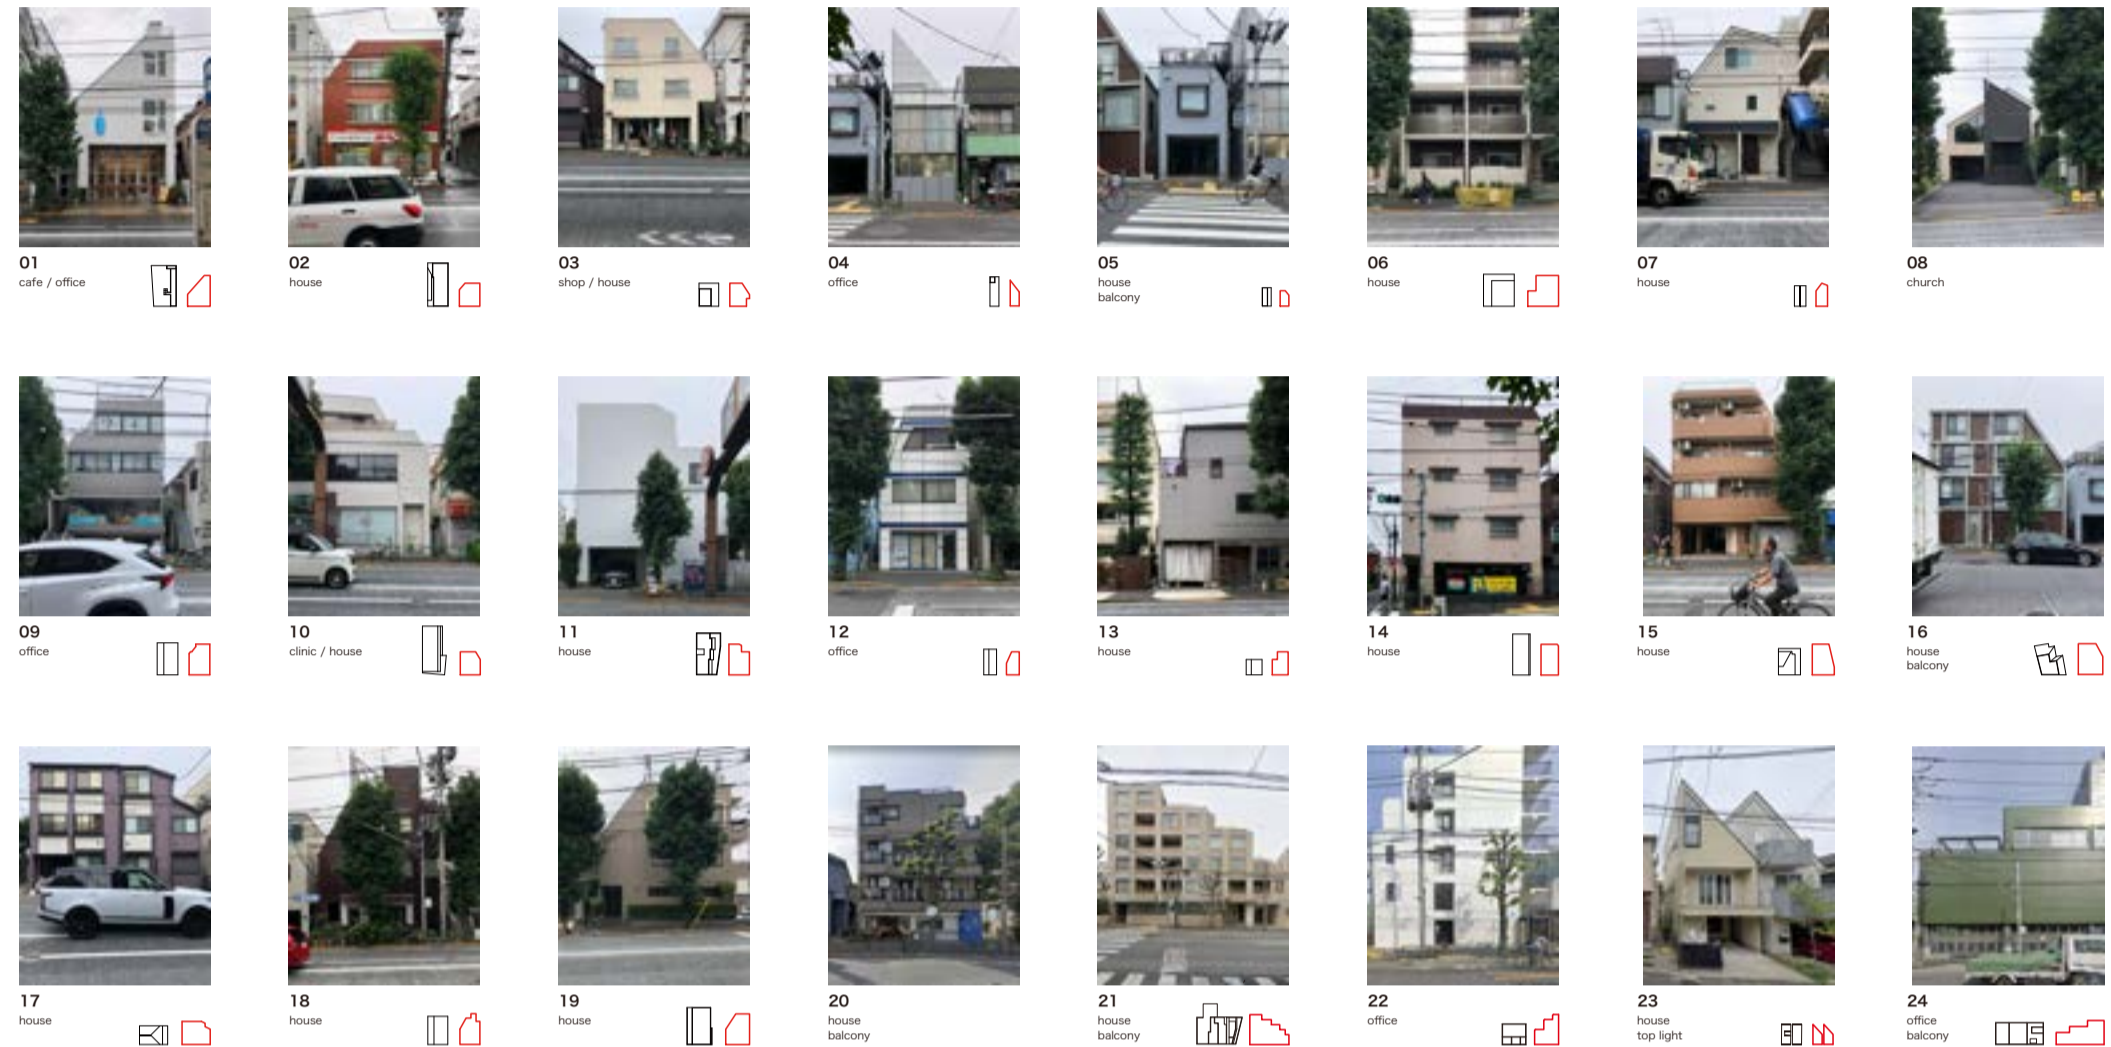 01
cafe / office
02
house
03
shop / house
04
office
05
house
balcony
06
house
07
house
08
church
09
office
10
clinic / house
11
house
12
office
13
house
14
house
15
house
16
house
balcony
17
house
18
house
19
house
20
house
balcony
21
house
balcony
22
office
23
house
top light
24
office
balcony